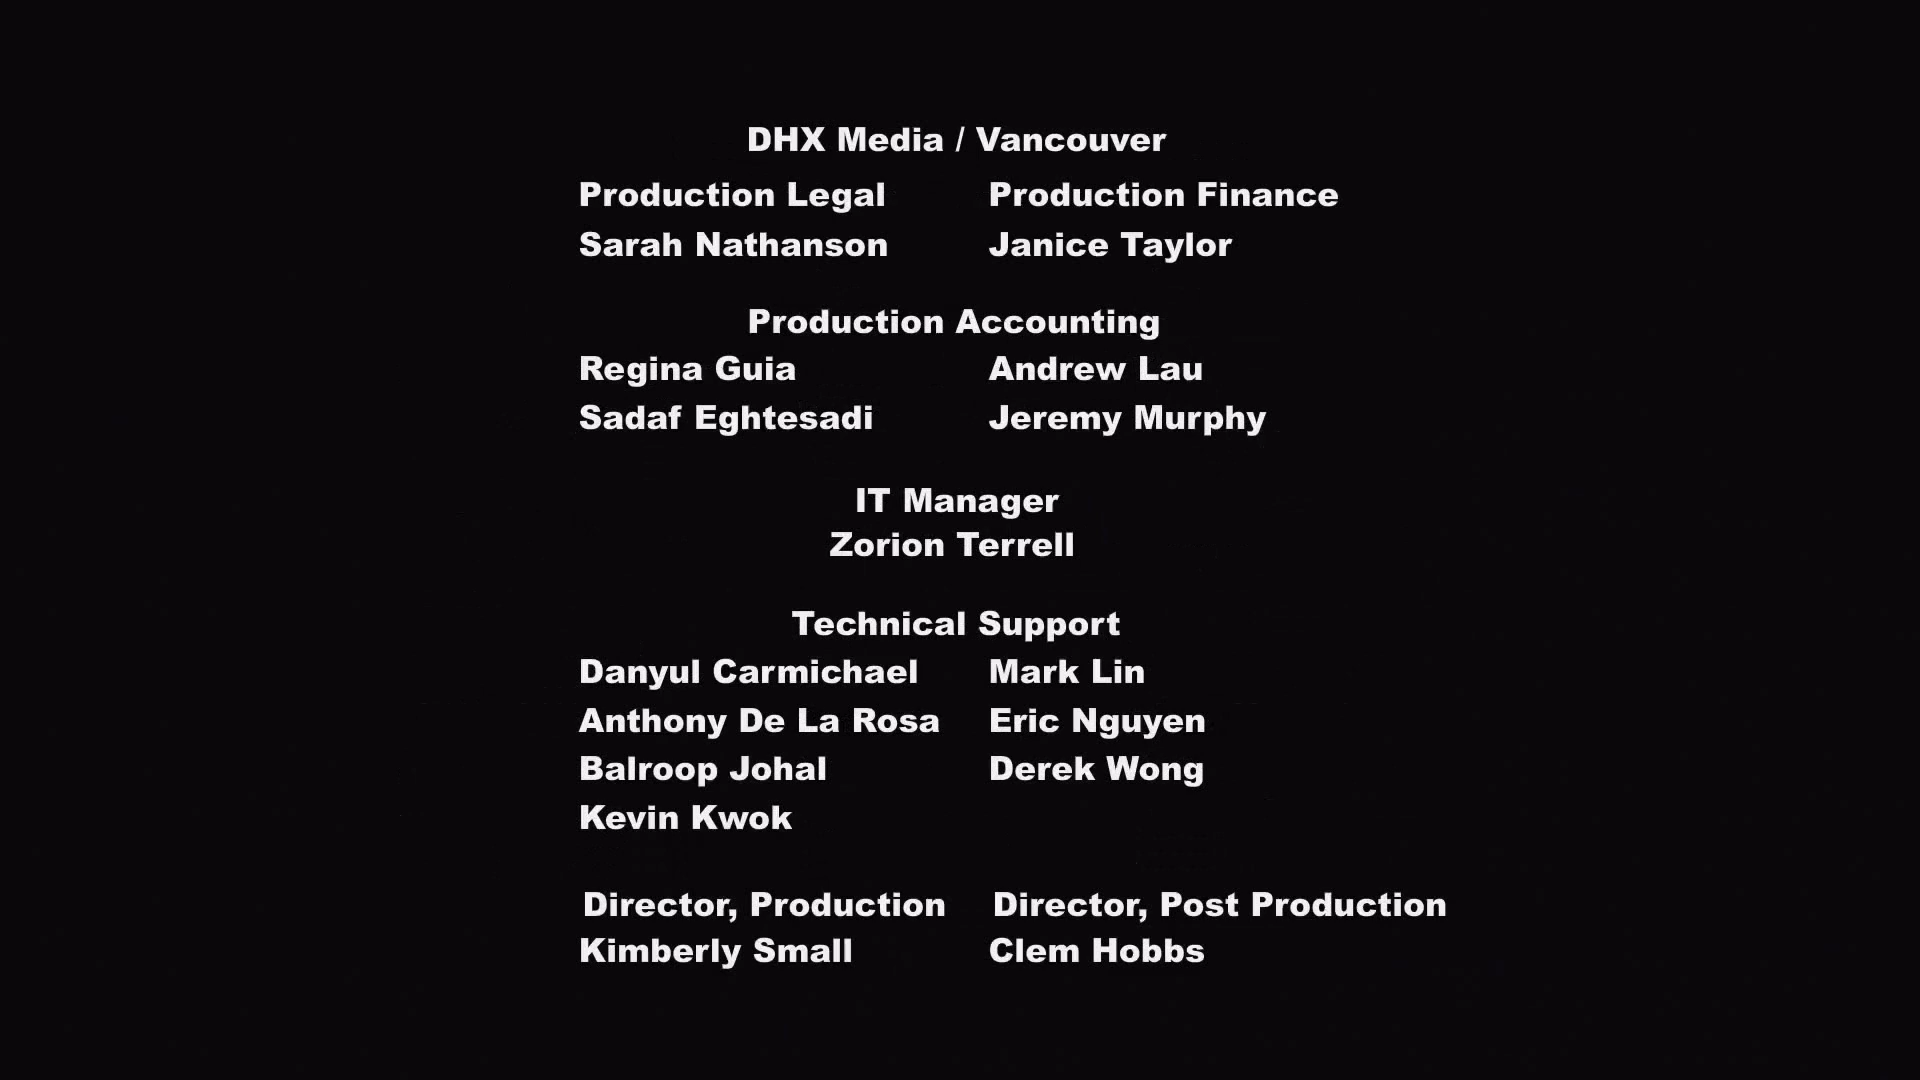 DHX Media / Vancouver
Production Legal Production Finance
Sarah Nathanson Janice Taylor
Production Accounting
Regina Guia Andrew Lau
Sadaf Eghtesadi Jeremy Murphy
IT Manager
Zorion Terrell
Technical Support
Danyul Carmichael Mark Lin
Anthony De La Rosa Eric Nguyen
Balroop Johal Derek Wong
Kevin Kwok
Director, Production Director, Post Production
Kimberly Small Clem Hobbs